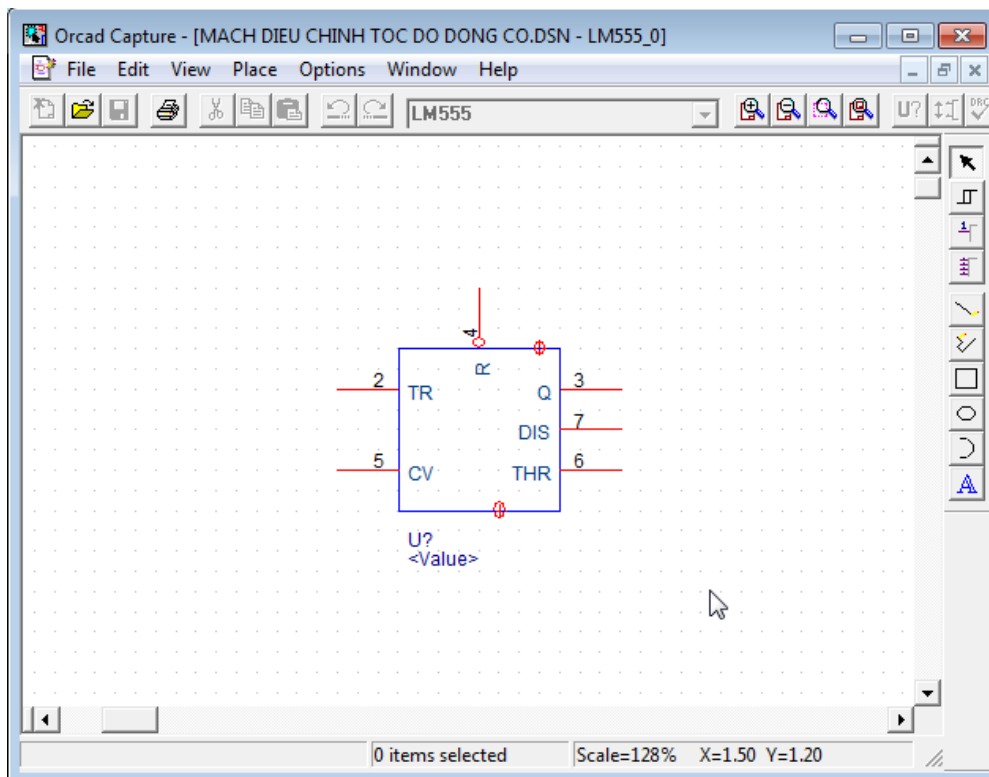 Orcad Capture - [MACH DIEU CHINH TOC DO DONG CO.DSN - LM555_0]
File Edit View Place Options Window Help
LM555
U?
DRC
1
4
R
2
TR
Q
3
DIS
7
5
CV
THR
6
A
U?
<Value>
0 items selected
Scale=128% X=1.50 Y=1.20